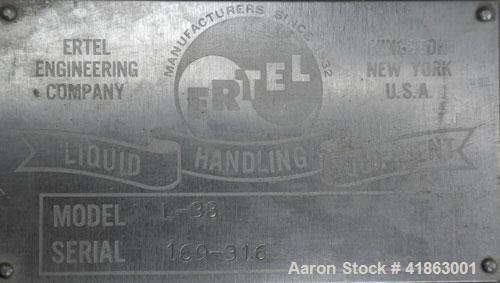 ERTEL
ENGINEERING
COMPANY
MANUFACTURERS SINCE 1932
ERTEL
KINGSTON
NEW YORK
U.S.A.
LIQUID HANDLING EQUIPMENT
MODEL L-33
SERIAL 169-316
Aaron Stock # 41863001